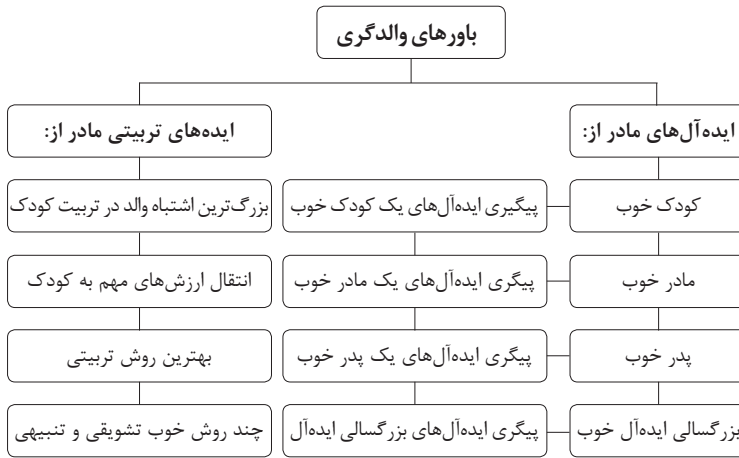 باورهای والدگری
ایده‌آل‌های مادر از:
ایده‌های تربیتی مادر از:
کودک خوب
پیگیری ایده‌آل‌های یک کودک خوب
بزرگ‌ترین اشتباه والد در تربیت کودک
مادر خوب
پیگری ایده‌آل‌های یک مادر خوب
انتقال ارزش‌های مهم به کودک
پدر خوب
پیگری ایده‌آل‌های یک پدر خوب
بهترین روش تربیتی
بزرگسالی ایده‌آل خوب
پیگری ایده‌آل‌های بزرگسالی ایده‌آل
چند روش خوب تشویقی و تنبیهی